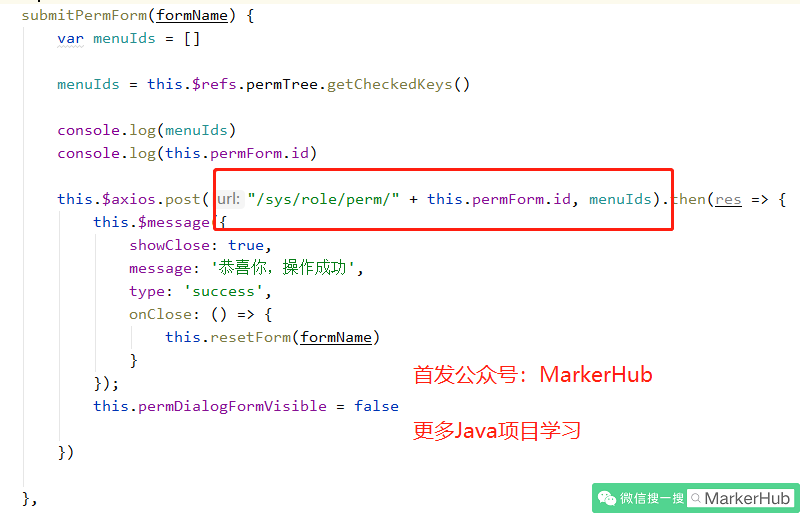 submitPermForm(formName) {
var menuIds = []
menuIds = this.$refs.permTree.getCheckedKeys()
console.log(menuIds)
console.log(this.permForm.id)
this.$axios.post( url: "/sys/role/perm/" + this.permForm.id, menuIds).then(res => {
this.$message({
showClose: true,
message: '恭喜你，操作成功',
type: 'success',
onClose: () => {
this.resetForm(formName)
}
});
this.permDialogFormVisible = false
})
},
首发公众号：MarkerHub
更多Java项目学习
微信搜一搜 MarkerHub